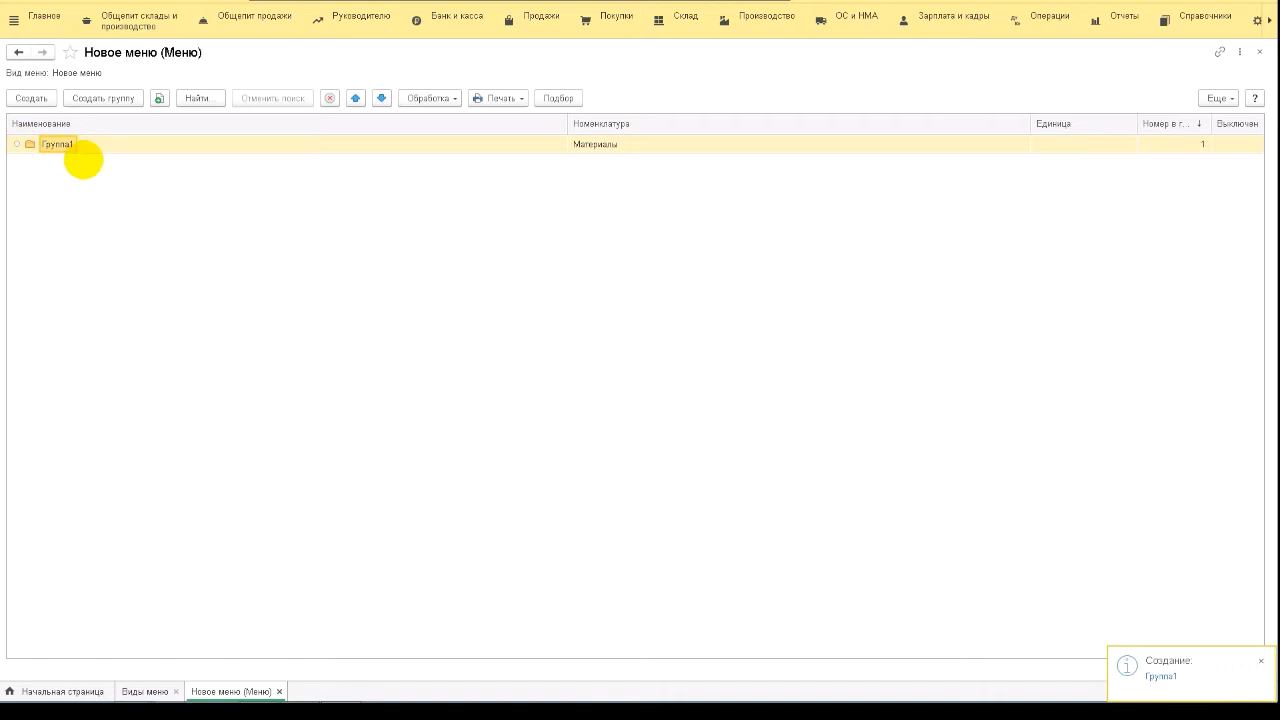 Главное
Общепит склады и производство
Общепит продажи
Руководителю
Банк и касса
Продажи
Покупки
Склад
Производство
ОС и НМА
Зарплата и кадры
Операции
Отчеты
Справочники
Новое меню (Меню)
Вид меню: Новое меню
Создать
Создать группу
Найти...
Отменить поиск
Обработка
Печать
Подбор
Еще
?
Наименование
Номенклатура
Единица
Номер в г...
Выключен
Группа1
Материалы
1
Создание:
Группа1
Начальная страница
Виды меню
Новое меню (Меню)